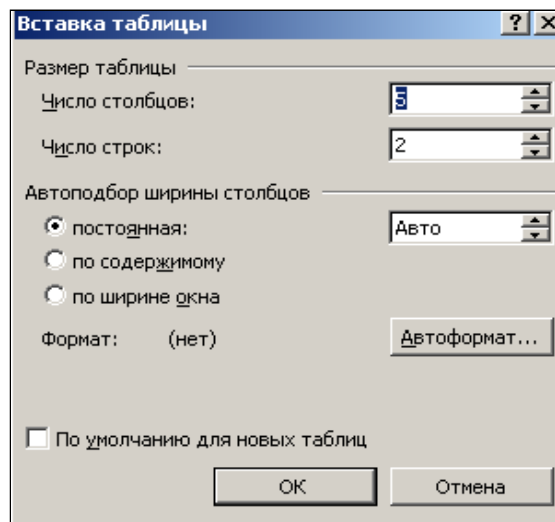 Вставка таблицы
Размер таблицы
Число столбцов: 5
Число строк: 2
Автоподбор ширины столбцов
постоянная: Авто
по содержимому
по ширине окна
Формат: (нет) Автоформат...
По умолчанию для новых таблиц
ОК Отмена